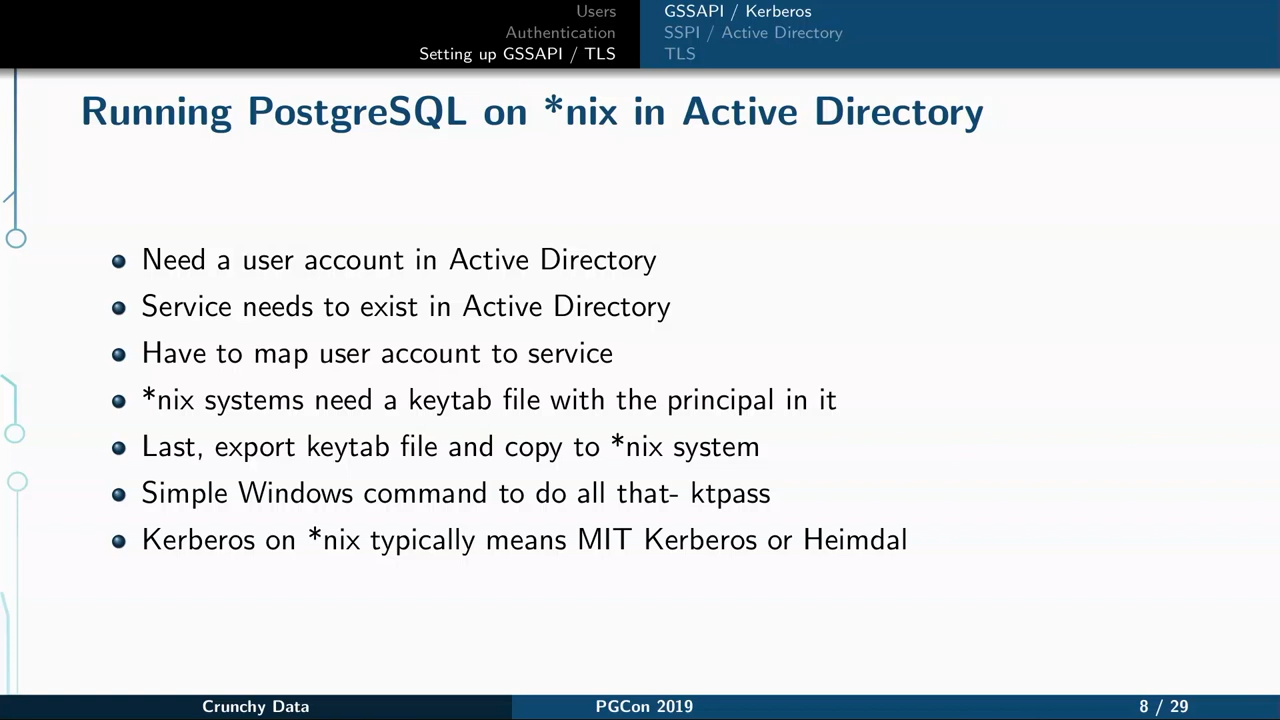 Users
Authentication
Setting up GSSAPI / TLS
GSSAPI / Kerberos
SSPI / Active Directory
TLS
Running PostgreSQL on *nix in Active Directory
Need a user account in Active Directory
Service needs to exist in Active Directory
Have to map user account to service
*nix systems need a keytab file with the principal in it
Last, export keytab file and copy to *nix system
Simple Windows command to do all that- ktpass
Kerberos on *nix typically means MIT Kerberos or Heimdal
Crunchy Data
PGCon 2019
8 / 29